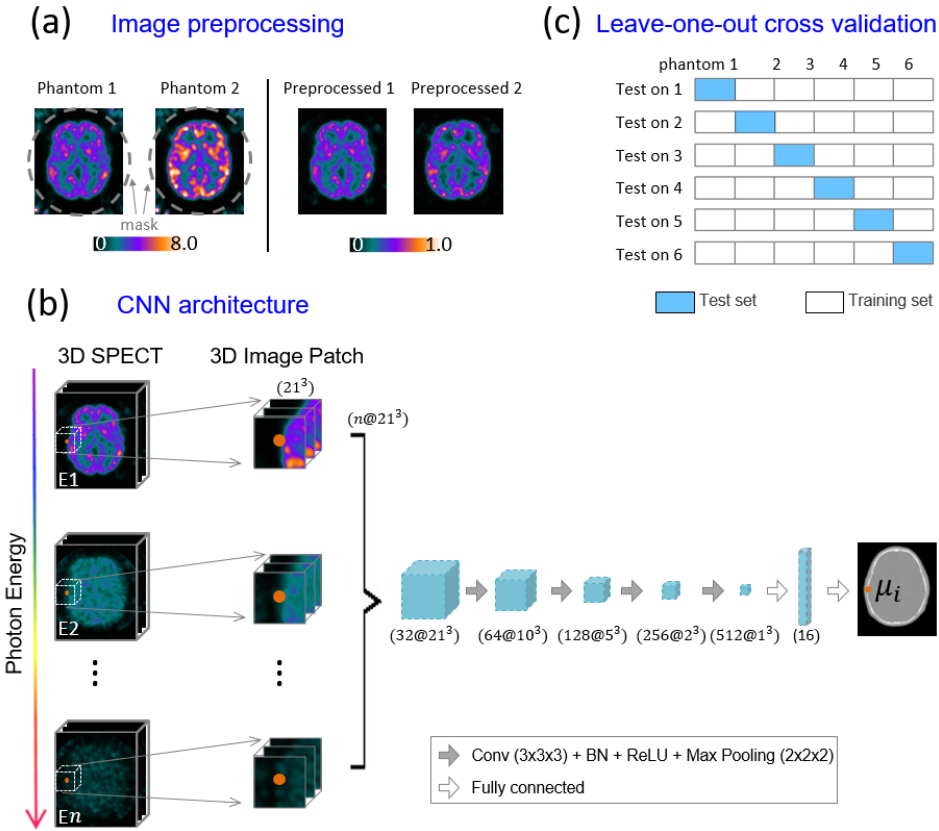 (a) Image preprocessing
Phantom 1 Phantom 2 Preprocessed 1 Preprocessed 2
mask
0 8.0 0 1.0
(c) Leave-one-out cross validation
phantom 1 2 3 4 5 6
Test on 1
Test on 2
Test on 3
Test on 4
Test on 5
Test on 6
Test set Training set
(b) CNN architecture
3D SPECT 3D Image Patch
(21³)
(n@21³)
E1
E2
En
Photon Energy
(32@21³) (64@10³) (128@5³) (256@2³) (512@1³) (16)
μᵢ
Conv (3x3x3) + BN + ReLU + Max Pooling (2x2x2)
Fully connected